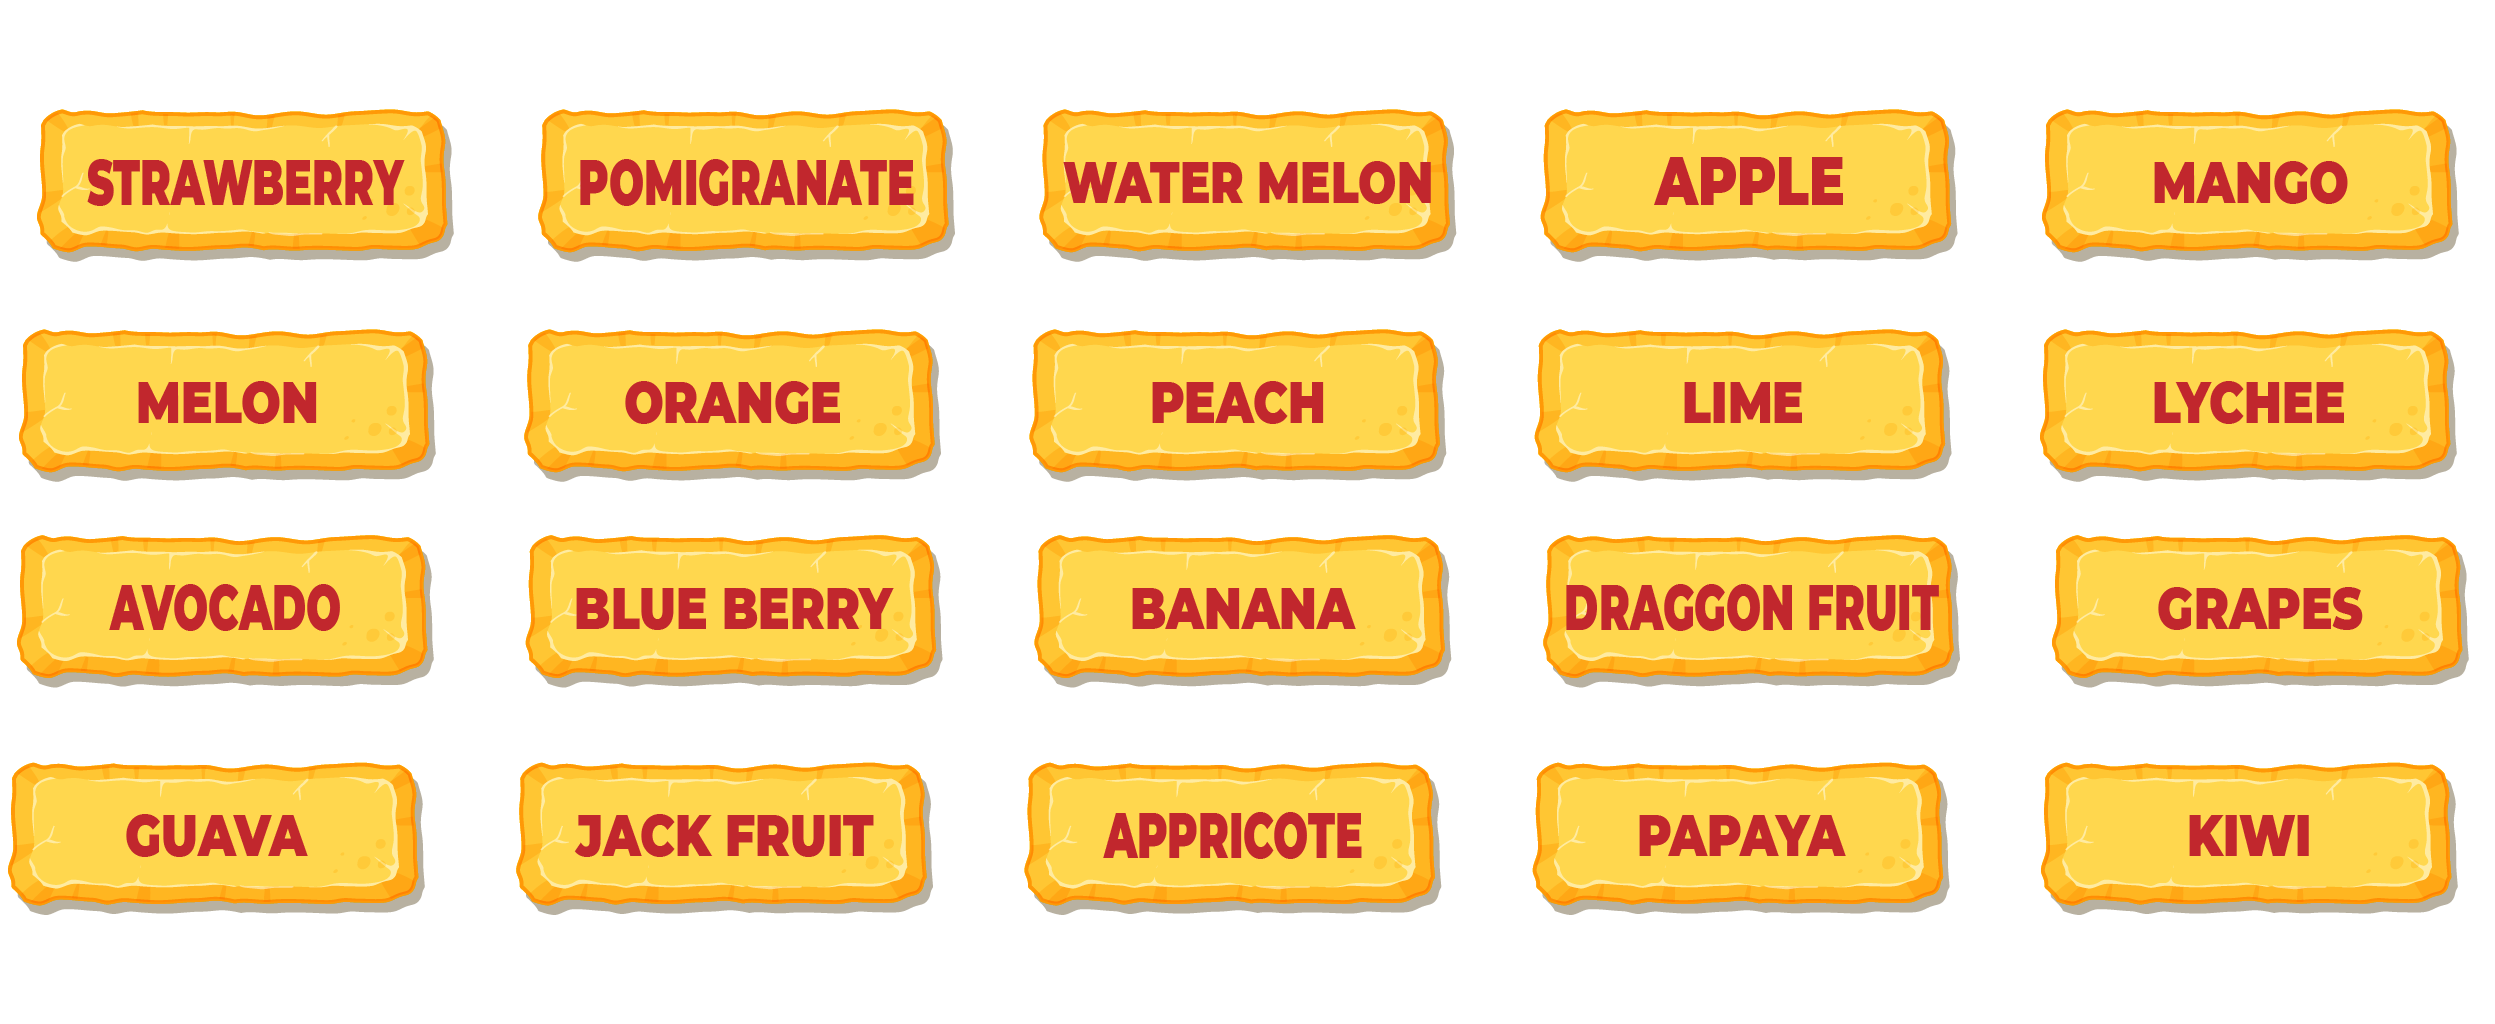 STRAWBERRY
POMIGRANATE
WATER MELON
APPLE
MANGO
MELON
ORANGE
PEACH
LIME
LYCHEE
AVOCADO
BLUE BERRY
BANANA
DRAGGON FRUIT
GRAPES
GUAVA
JACK FRUIT
APPRICOTE
PAPAYA
KIWI